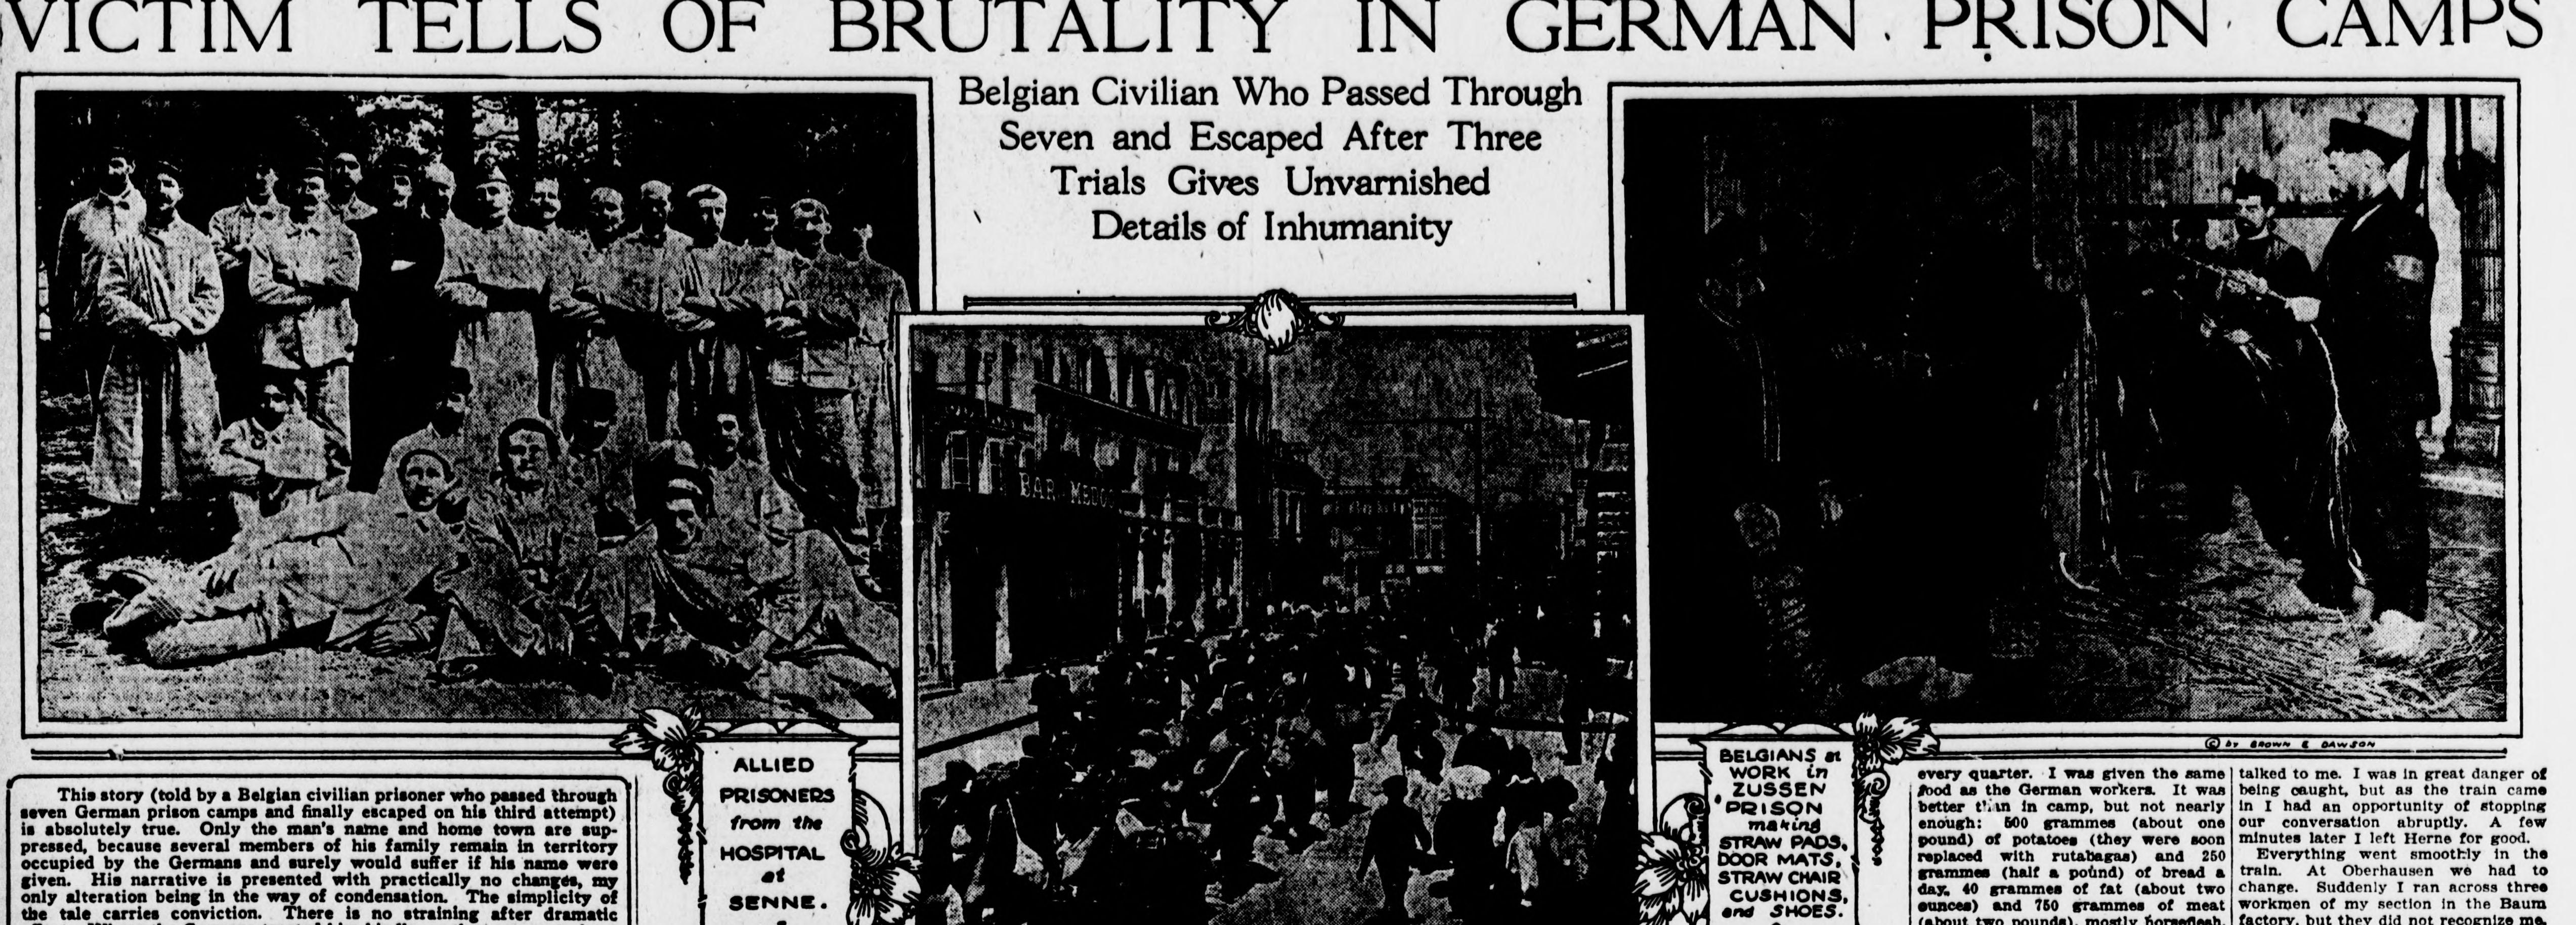 VICTIM TELLS OF BRUTALITY IN GERMAN PRISON CAMPS
Belgian Civilian Who Passed Through
Seven and Escaped After Three
Trials Gives Unvarnished
Details of Inhumanity
BAR MEDOC
© by BROWN & DAWSON
This story (told by a Belgian civilian prisoner who passed through
seven German prison camps and finally escaped on his third attempt)
is absolutely true. Only the man's name and home town are sup-
pressed, because several members of his family remain in territory
occupied by the Germans and surely would suffer if his name were
given. His narrative is presented with practically no changes, my
only alteration being in the way of condensation. The simplicity of
the tale carries conviction. There is no straining after dramatic
ALLIED
PRISONERS
from the
HOSPITAL
at
SENNE.
BELGIANS at
WORK in
ZUSSEN
PRISON
making
STRAW PADS,
DOOR MATS,
STRAW CHAIR
CUSHIONS,
and SHOES.
every quarter. I was given the same
food as the German workers. It was
better than in camp, but not nearly
enough: 500 grammes (about one
pound) of potatoes (they were soon
replaced with rutabagas) and 250
grammes (half a pound) of bread a
day, 40 grammes of fat (about two
ounces) and 750 grammes of meat
(about two pounds), mostly horseflesh,
talked to me. I was in great danger of
being caught, but as the train came
in I had an opportunity of stopping
our conversation abruptly. A few
minutes later I left Herne for good.
Everything went smoothly in the
train. At Oberhausen we had to
change. Suddenly I ran across three
workmen of my section in the Baum
factory, but they did not recognize me.